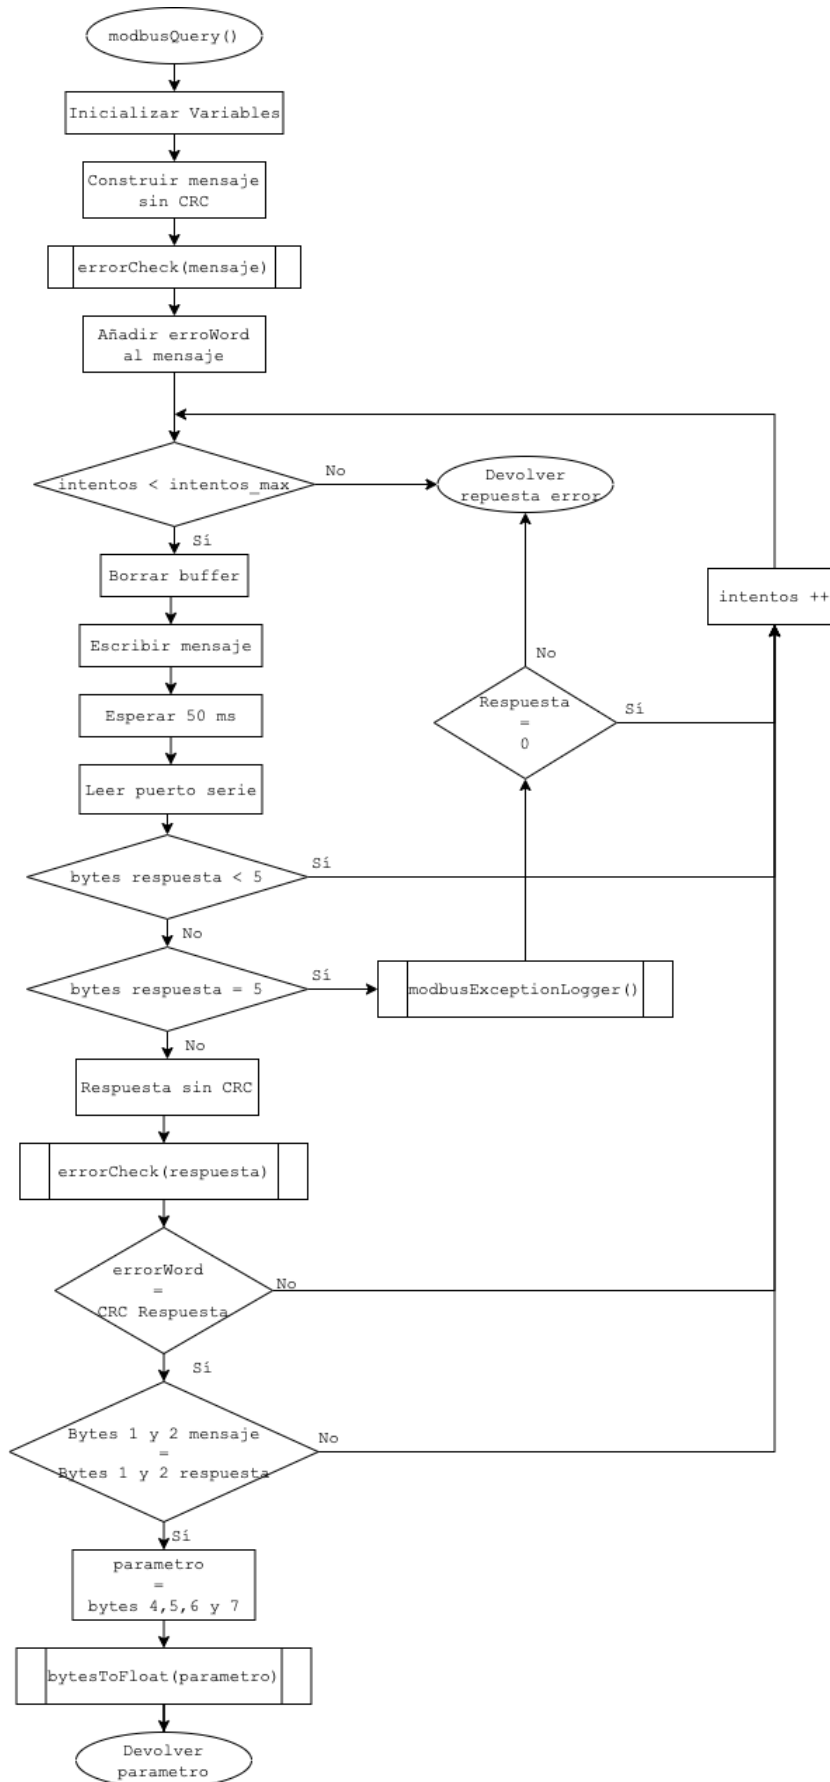 modbusQuery()
Inicializar Variables
Construir mensaje
sin CRC
errorCheck(mensaje)
Añadir erroWord
al mensaje
intentos < intentos_max
No
Devolver
repuesta error
Sí
Borrar buffer
intentos ++
Escribir mensaje
No
Respuesta
=
0
Sí
Esperar 50 ms
Leer puerto serie
bytes respuesta < 5
Sí
No
bytes respuesta = 5
Sí
modbusExceptionLogger()
No
Respuesta sin CRC
errorCheck(respuesta)
errorWord
=
CRC Respuesta
No
Sí
Bytes 1 y 2 mensaje
=
Bytes 1 y 2 respuesta
No
Sí
parametro
=
bytes 4,5,6 y 7
bytesToFloat(parametro)
Devolver
parametro